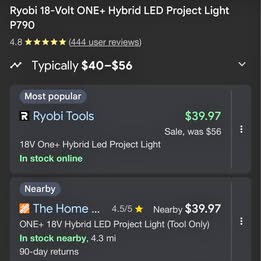 Ryobi 18-Volt ONE+ Hybrid LED Project Light
P790
4.8 ★★★★★ (444 user reviews)
Typically $40–$56
Most popular
R Ryobi Tools $39.97
Sale, was $56
18V One+ Hybrid Led Project Light
In stock online
Nearby
The Home ... 4.5/5 ★ Nearby $39.97
ONE+ 18V Hybrid LED Project Light (Tool Only)
In stock nearby, 4.3 mi
90-day returns